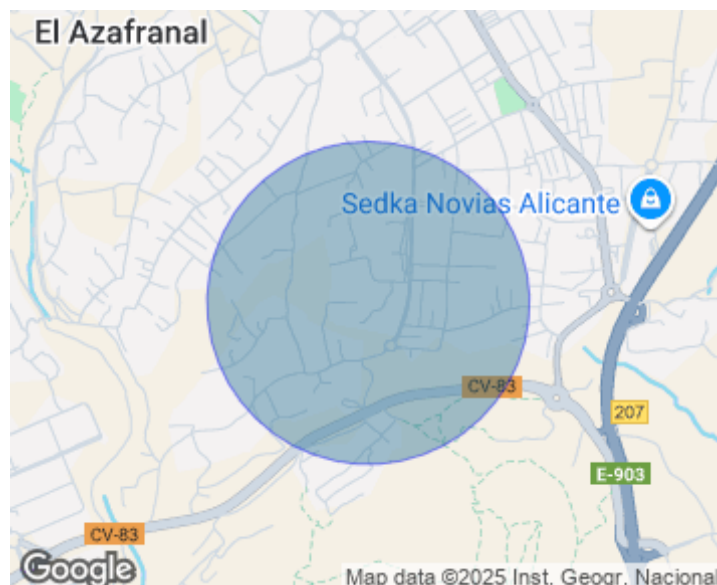 El Azafranal
Sedka Novias Alicante
CV-83
207
E-903
CV-83
Google
Map data ©2025 Inst. Geogr. Nacional